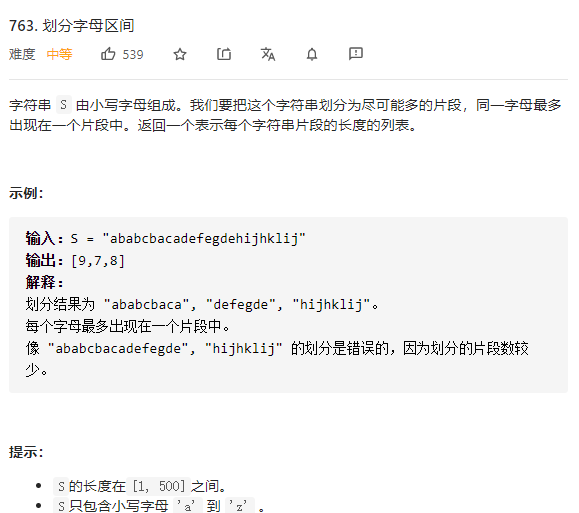 763. 划分字母区间
难度 中等 539
字符串 S 由小写字母组成。我们要把这个字符串划分为尽可能多的片段，同一字母最多
出现在一个片段中。返回一个表示每个字符串片段的长度的列表。
示例：
输入：S = "ababcbacadefegdehijhklij"
输出：[9,7,8]
解释：
划分结果为 "ababcbaca", "defegde", "hijhklij"。
每个字母最多出现在一个片段中。
像 "ababcbacadefegde", "hijhklij" 的划分是错误的，因为划分的片段数较
少。
提示：
S 的长度在 [1, 500] 之间。
S 只包含小写字母 'a' 到 'z' 。